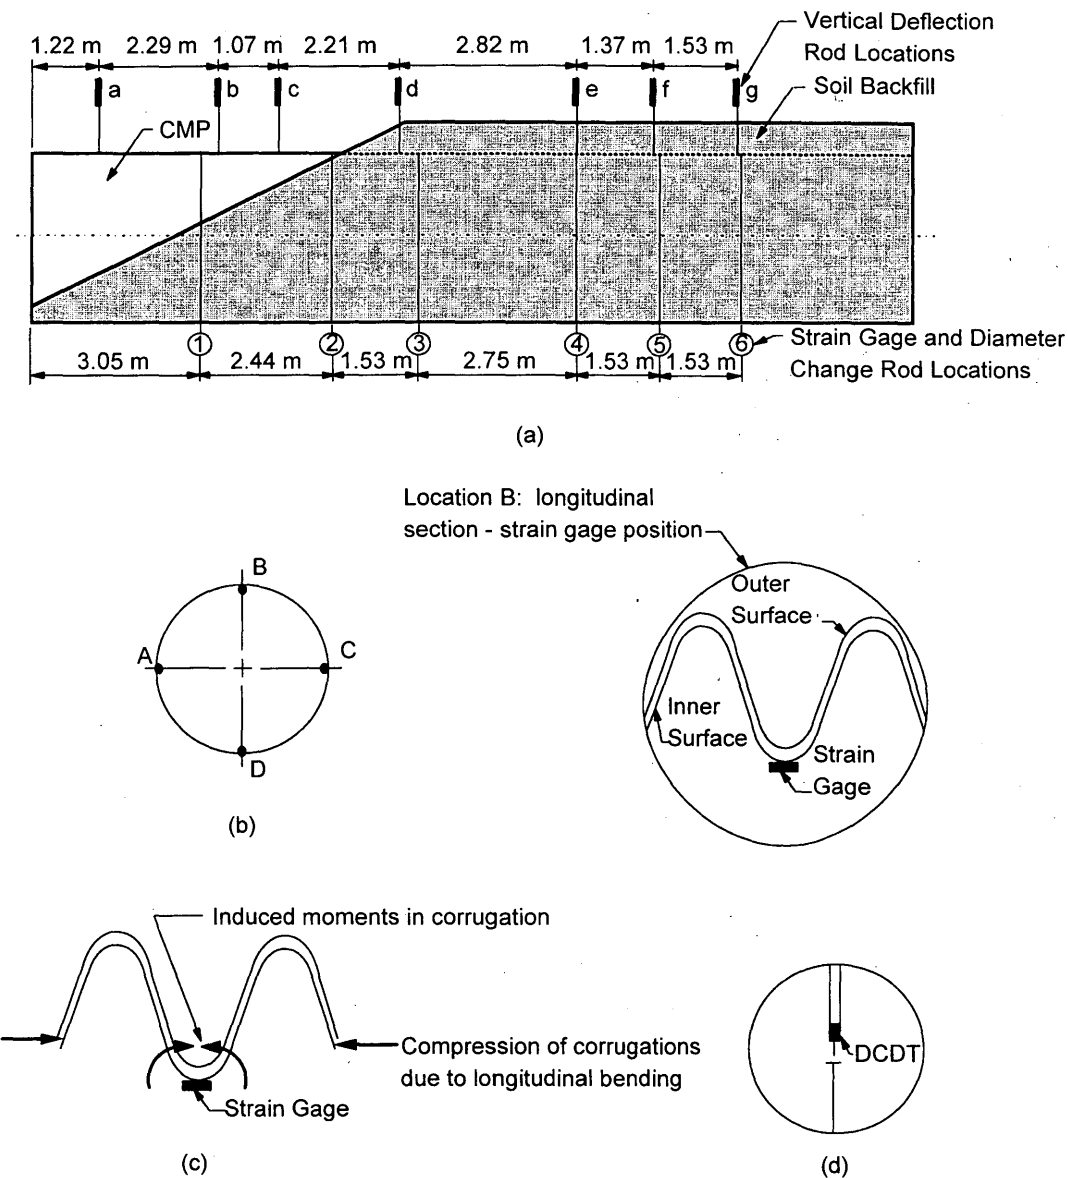 Vertical Deflection
Rod Locations
1.22 m 2.29 m 1.07 m 2.21 m 2.82 m 1.37 m 1.53 m
a b c d e f g
Soil Backfill
CMP
1 2 3 4 5 6
Strain Gage and Diameter
Change Rod Locations
3.05 m 2.44 m 1.53 m 2.75 m 1.53 m 1.53 m
(a)
Location B: longitudinal
section - strain gage position
B
A
C
D
(b)
Outer
Surface
Inner
Surface
Strain
Gage
Induced moments in corrugation
Compression of corrugations
due to longitudinal bending
Strain Gage
(c)
DCDT
(d)